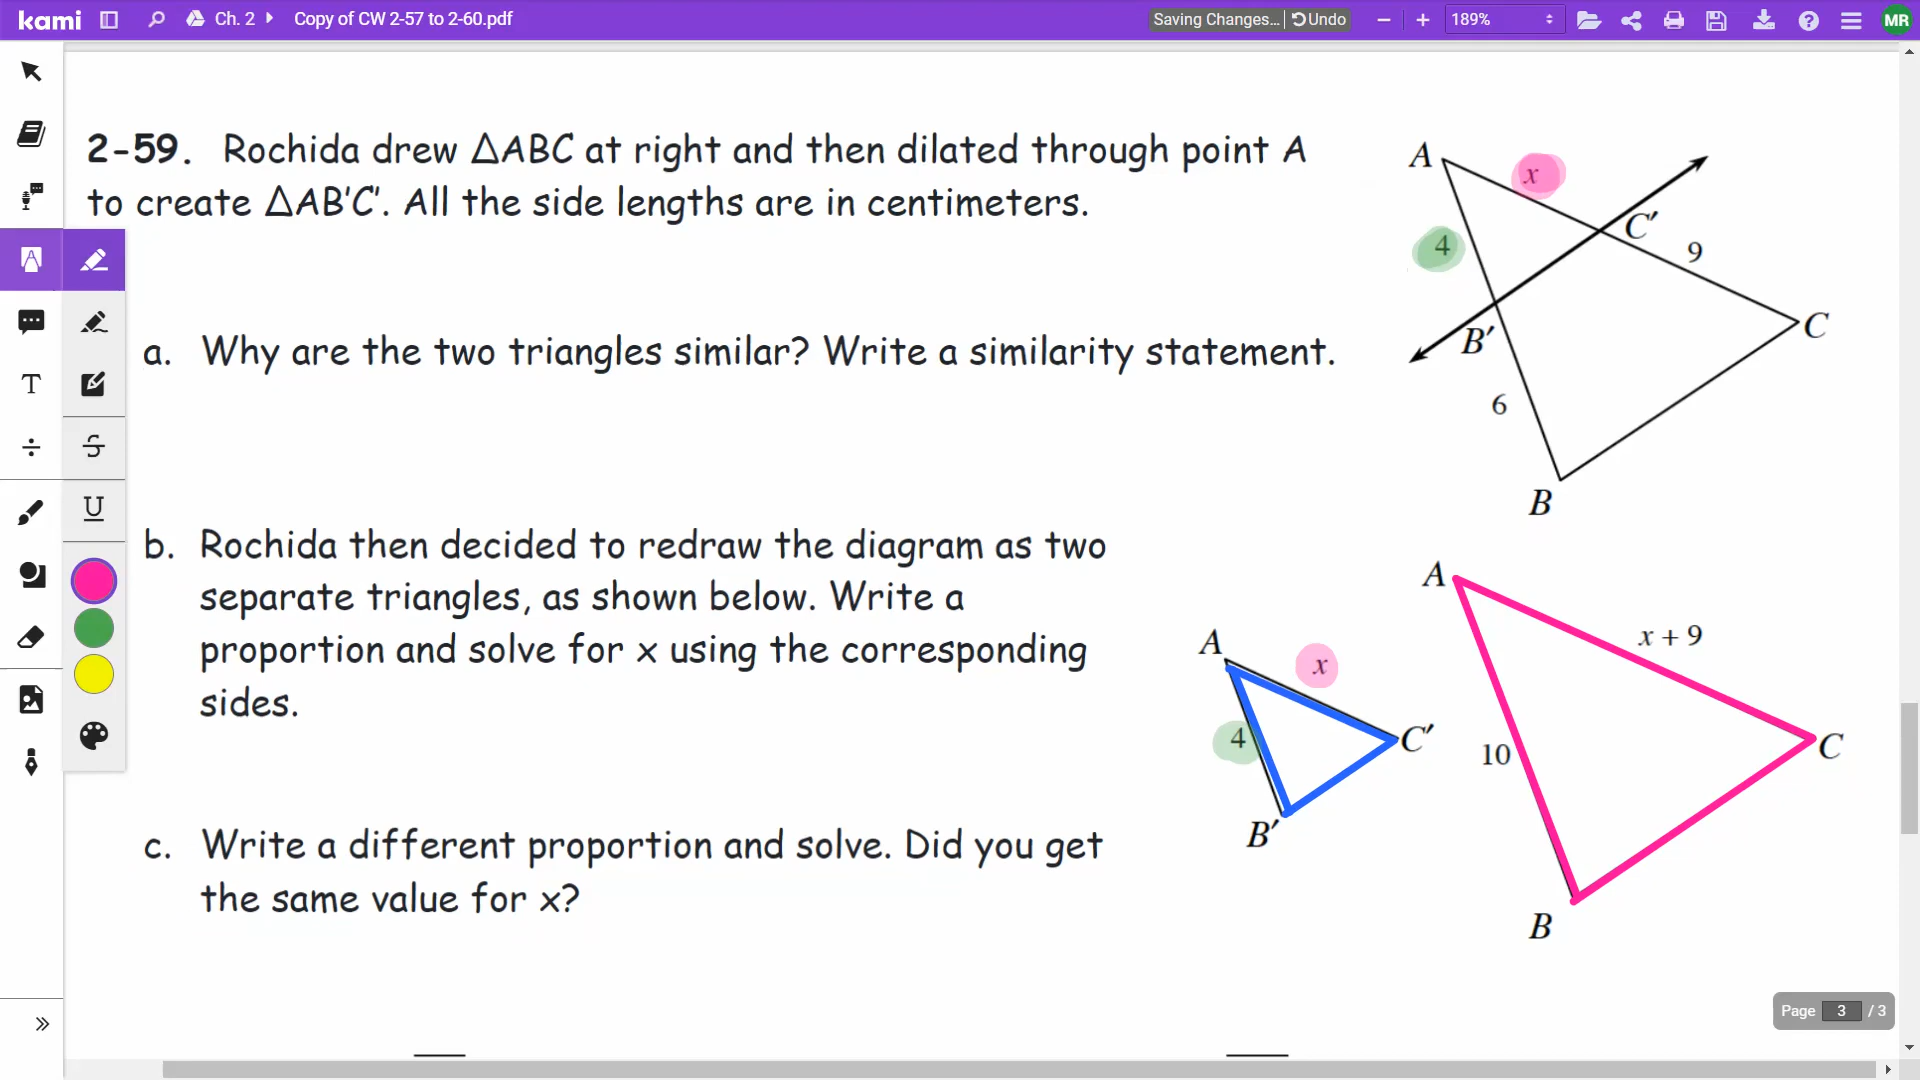 kami Ch. 2 Copy of CW 2-57 to 2-60.pdf Saving Changes... Undo 189% MR
2-59. Rochida drew ΔABC at right and then dilated through point A
to create ΔAB'C'. All the side lengths are in centimeters.
A
x
C'
4
9
B'
C
6
B
a. Why are the two triangles similar? Write a similarity statement.
b. Rochida then decided to redraw the diagram as two
separate triangles, as shown below. Write a
proportion and solve for x using the corresponding
sides.
A
x
4
C'
B'
A
x + 9
10
C
B
c. Write a different proportion and solve. Did you get
the same value for x?
Page 3 / 3